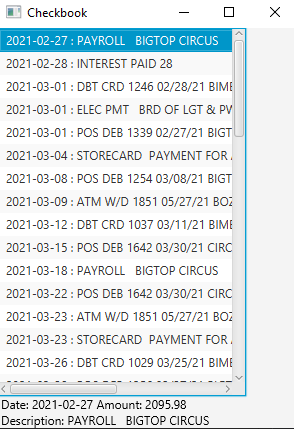 Checkbook
2021-02-27 : PAYROLL   BIGTOP CIRCUS
2021-02-28 : INTEREST PAID 28
2021-03-01 : DBT CRD 1246 02/28/21 BIME
2021-03-01 : ELEC PMT   BRD OF LGT & PW
2021-03-01 : POS DEB 1339 02/27/21 BIGT
2021-03-04 : STORECARD  PAYMENT FOR
2021-03-08 : POS DEB 1254 03/08/21 BIGT
2021-03-09 : ATM W/D 1851 05/27/21 BOZ
2021-03-12 : DBT CRD 1037 03/11/21 BIME
2021-03-15 : POS DEB 1642 03/30/21 CIRC
2021-03-18 : PAYROLL   BIGTOP CIRCUS
2021-03-22 : POS DEB 1642 03/30/21 CIRC
2021-03-23 : ATM W/D 1851 05/27/21 BOZ
2021-03-23 : STORECARD  PAYMENT FOR
2021-03-26 : DBT CRD 1029 03/25/21 BIME
Date: 2021-02-27 Amount: 2095.98
Description: PAYROLL   BIGTOP CIRCUS